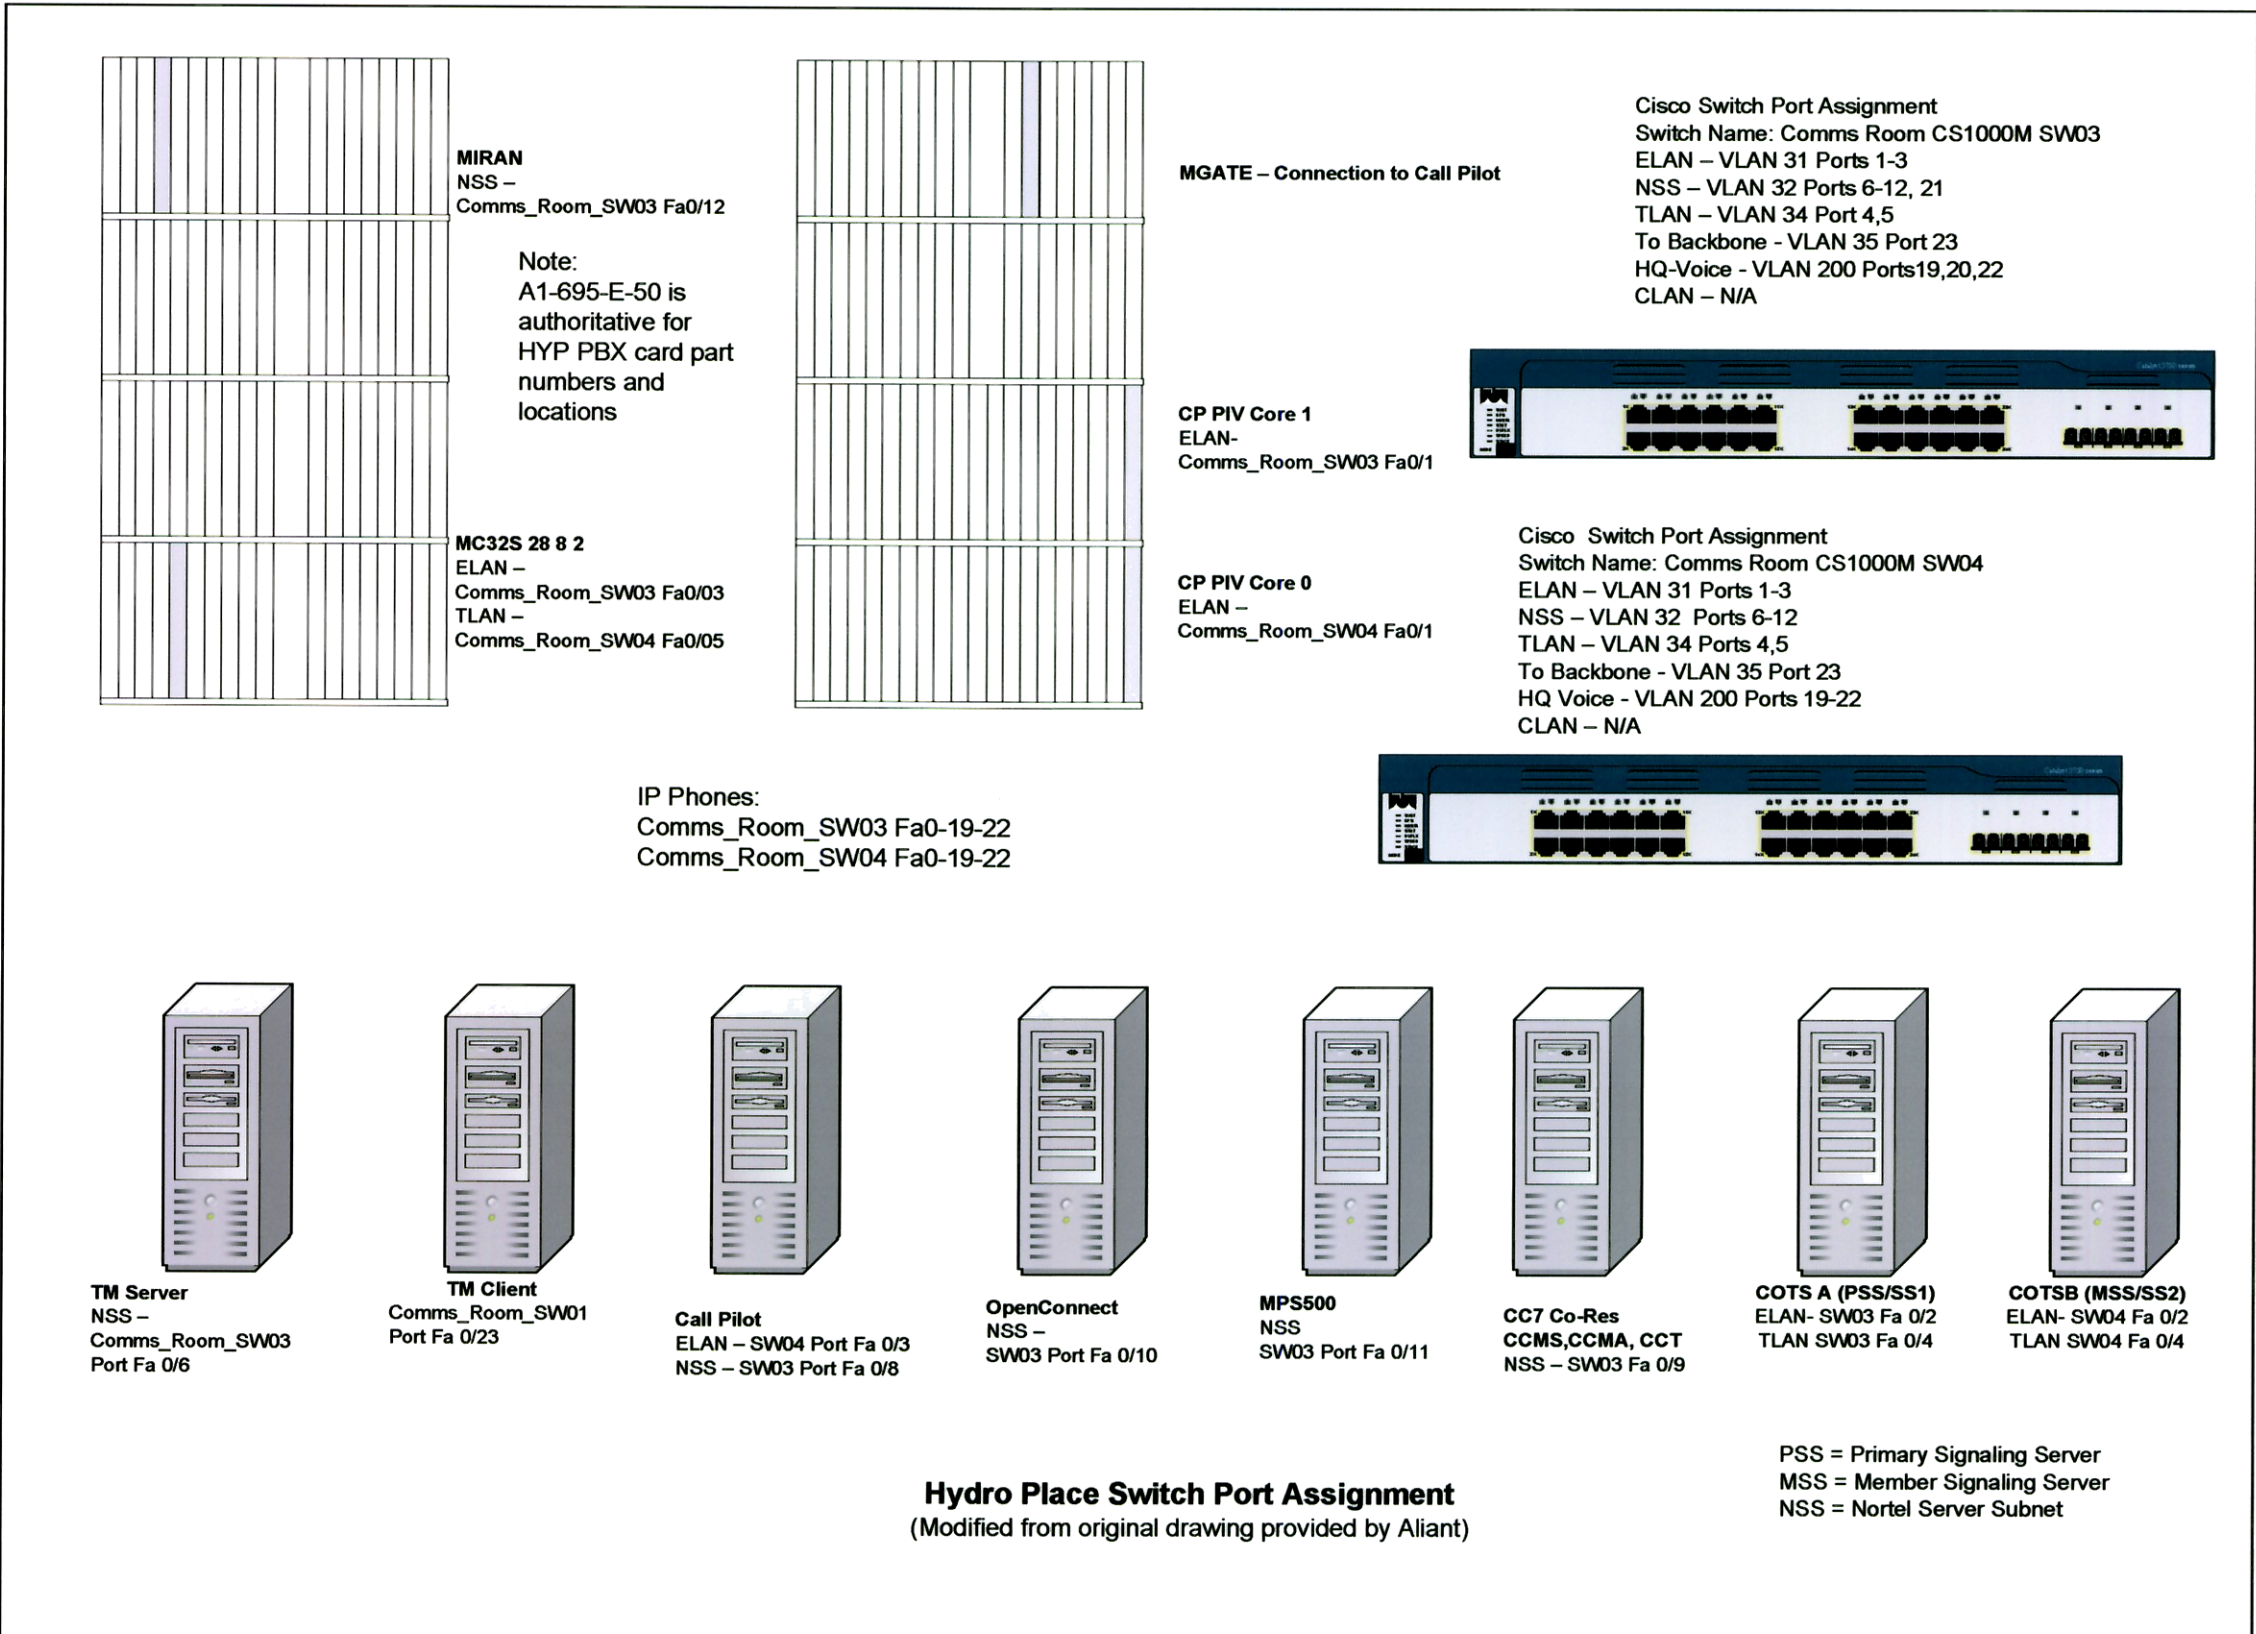 MIRAN
NSS –
Comms_Room_SW03 Fa0/12
Note:
A1-695-E-50 is
authoritative for
HYP PBX card part
numbers and
locations
MC32S 28 8 2
ELAN –
Comms_Room_SW03 Fa0/03
TLAN –
Comms_Room_SW04 Fa0/05
MGATE – Connection to Call Pilot
CP PIV Core 1
ELAN-
Comms_Room_SW03 Fa0/1
CP PIV Core 0
ELAN –
Comms_Room_SW04 Fa0/1
Cisco Switch Port Assignment
Switch Name: Comms Room CS1000M SW03
ELAN – VLAN 31 Ports 1-3
NSS – VLAN 32 Ports 6-12, 21
TLAN – VLAN 34 Port 4,5
To Backbone - VLAN 35 Port 23
HQ-Voice - VLAN 200 Ports19,20,22
CLAN – N/A
Cisco  Switch Port Assignment
Switch Name: Comms Room CS1000M SW04
ELAN – VLAN 31 Ports 1-3
NSS – VLAN 32  Ports 6-12
TLAN – VLAN 34 Ports 4,5
To Backbone - VLAN 35 Port 23
HQ Voice - VLAN 200 Ports 19-22
CLAN – N/A
IP Phones:
Comms_Room_SW03 Fa0-19-22
Comms_Room_SW04 Fa0-19-22
TM Server
NSS –
Comms_Room_SW03
Port Fa 0/6
TM Client
Comms_Room_SW01
Port Fa 0/23
Call Pilot
ELAN – SW04 Port Fa 0/3
NSS – SW03 Port Fa 0/8
OpenConnect
NSS –
SW03 Port Fa 0/10
MPS500
NSS
SW03 Port Fa 0/11
CC7 Co-Res
CCMS,CCMA, CCT
NSS – SW03 Fa 0/9
COTS A (PSS/SS1)
ELAN- SW03 Fa 0/2
TLAN SW03 Fa 0/4
COTSB (MSS/SS2)
ELAN- SW04 Fa 0/2
TLAN SW04 Fa 0/4
PSS = Primary Signaling Server
MSS = Member Signaling Server
NSS = Nortel Server Subnet
Hydro Place Switch Port Assignment
(Modified from original drawing provided by Aliant)